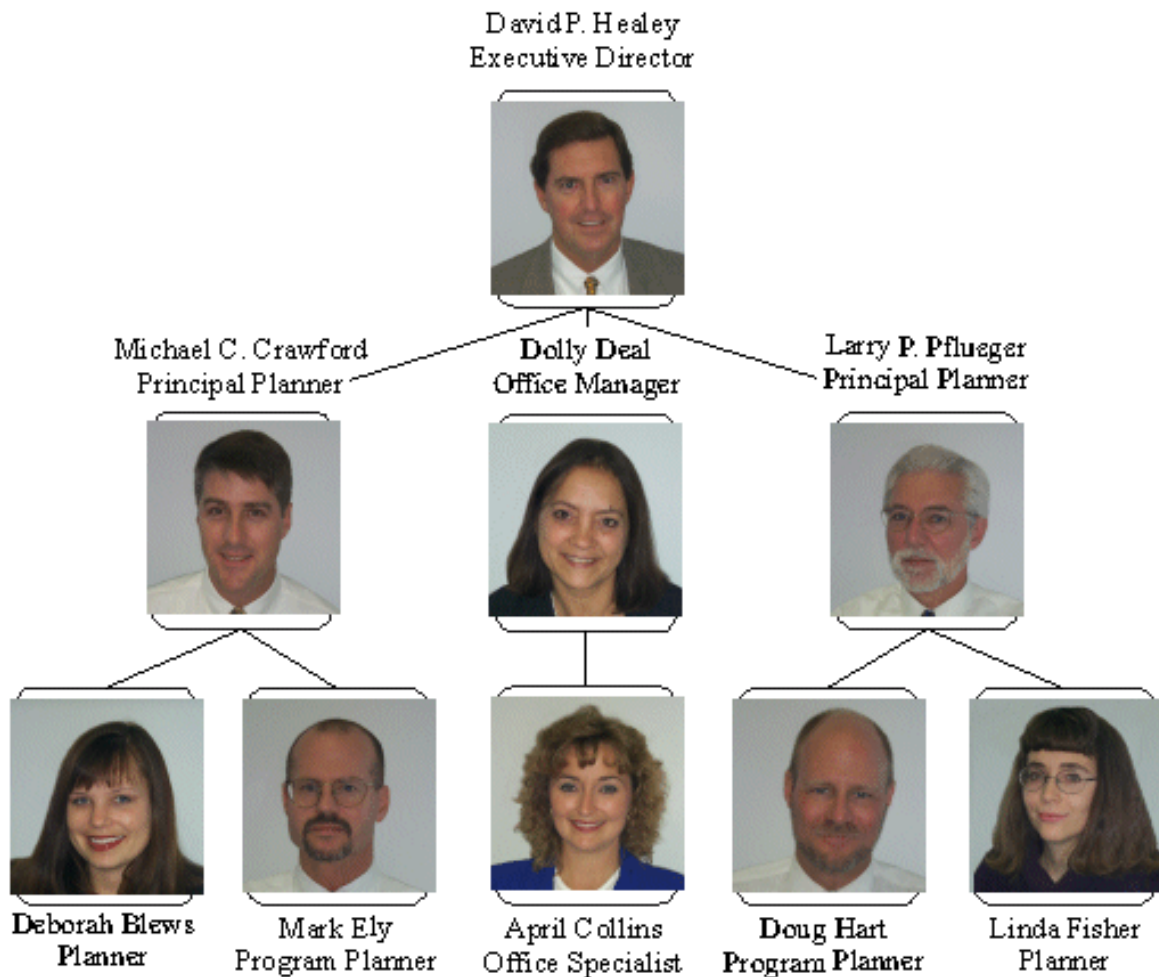 David P. Healey
Executive Director
Michael C. Crawford
Principal Planner
Dolly Deal
Office Manager
Larry P. Pflueger
Principal Planner
Deborah Blews
Planner
Mark Ely
Program Planner
April Collins
Office Specialist
Doug Hart
Program Planner
Linda Fisher
Planner